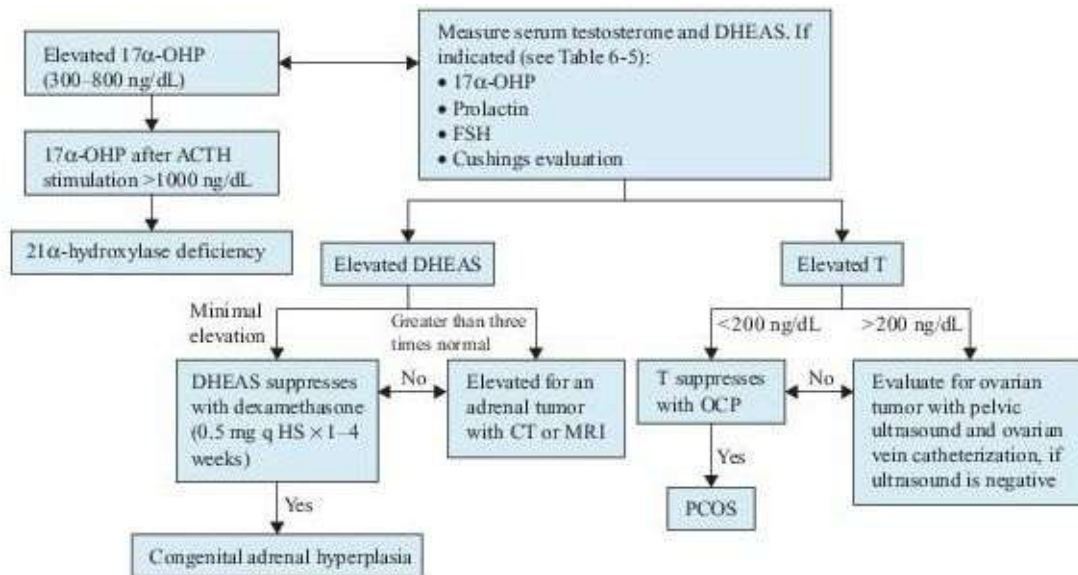 Elevated 17α-OHP
(300–800 ng/dL)
17α-OHP after ACTH
stimulation >1000 ng/dL
21α-hydroxylase deficiency
Measure serum testosterone and DHEAS. If
indicated (see Table 6-5):
• 17α-OHP
• Prolactin
• FSH
• Cushings evaluation
Elevated DHEAS
Elevated T
Minimal
elevation
Greater than three
times normal
<200 ng/dL
>200 ng/dL
DHEAS suppresses
with dexamethasone
(0.5 mg q HS × 1–4
weeks)
No
Elevated for an
adrenal tumor
with CT or MRI
T suppresses
with OCP
No
Evaluate for ovarian
tumor with pelvic
ultrasound and ovarian
vein catheterization, if
ultrasound is negative
Yes
Yes
PCOS
Congenital adrenal hyperplasia